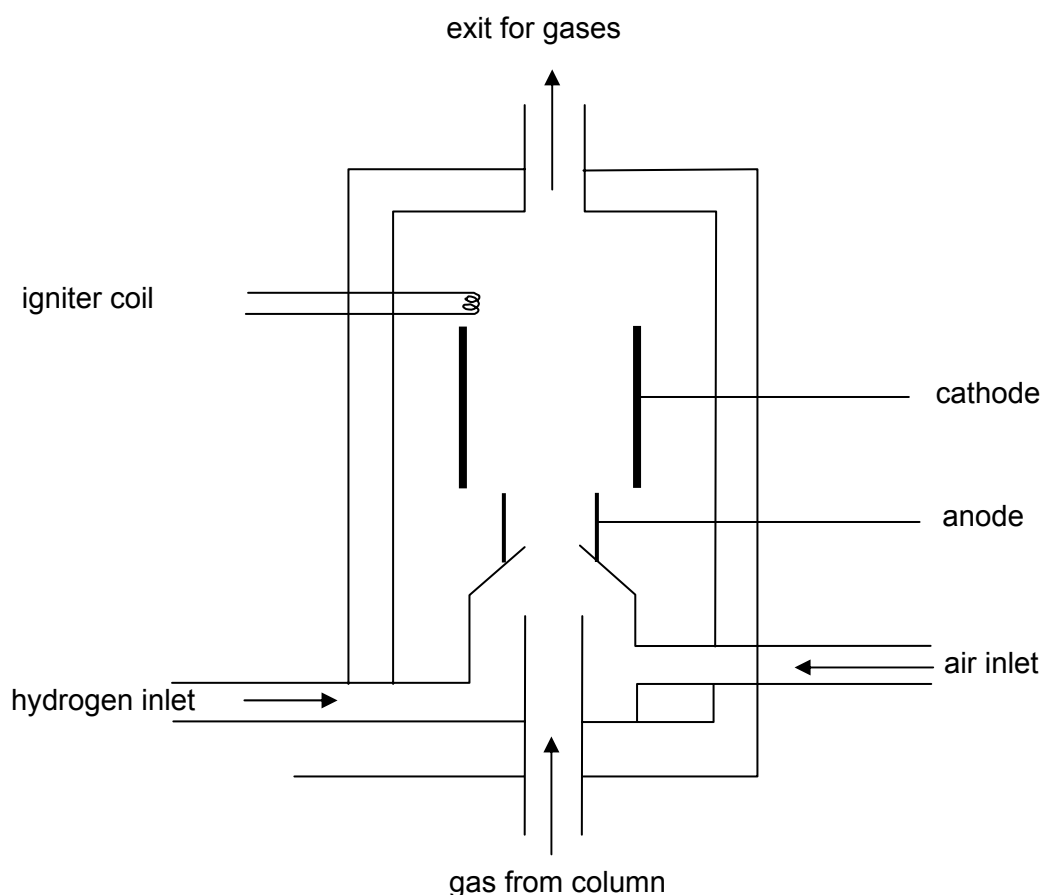 exit for gases
igniter coil
cathode
anode
air inlet
hydrogen inlet
gas from column